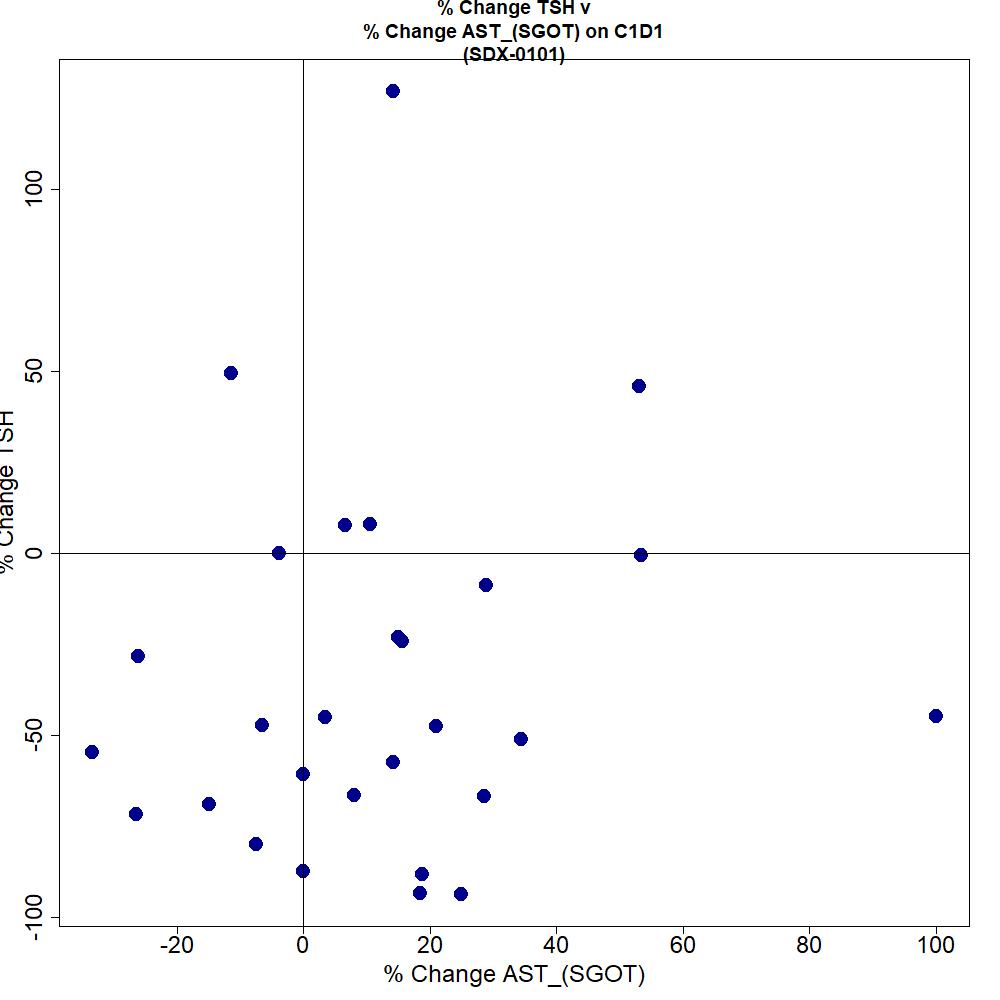 % Change TSH v
% Change AST_(SGOT) on C1D1
(SDX-0101)
% Change TSH
100
50
0
-50
-100
-20
0
20
40
60
80
100
% Change AST_(SGOT)